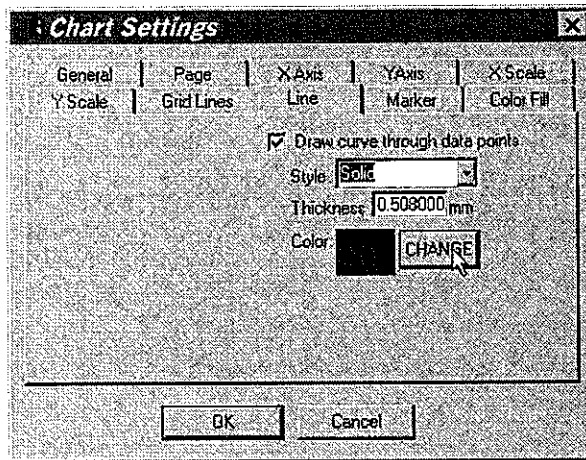 Chart Settings
General Page X Axis Y Axis X Scale
Y Scale Grid Lines Line Marker Color Fill
Draw curve through data points
Style Solid
Thickness 0.508000 mm
Color CHANGE
OK Cancel